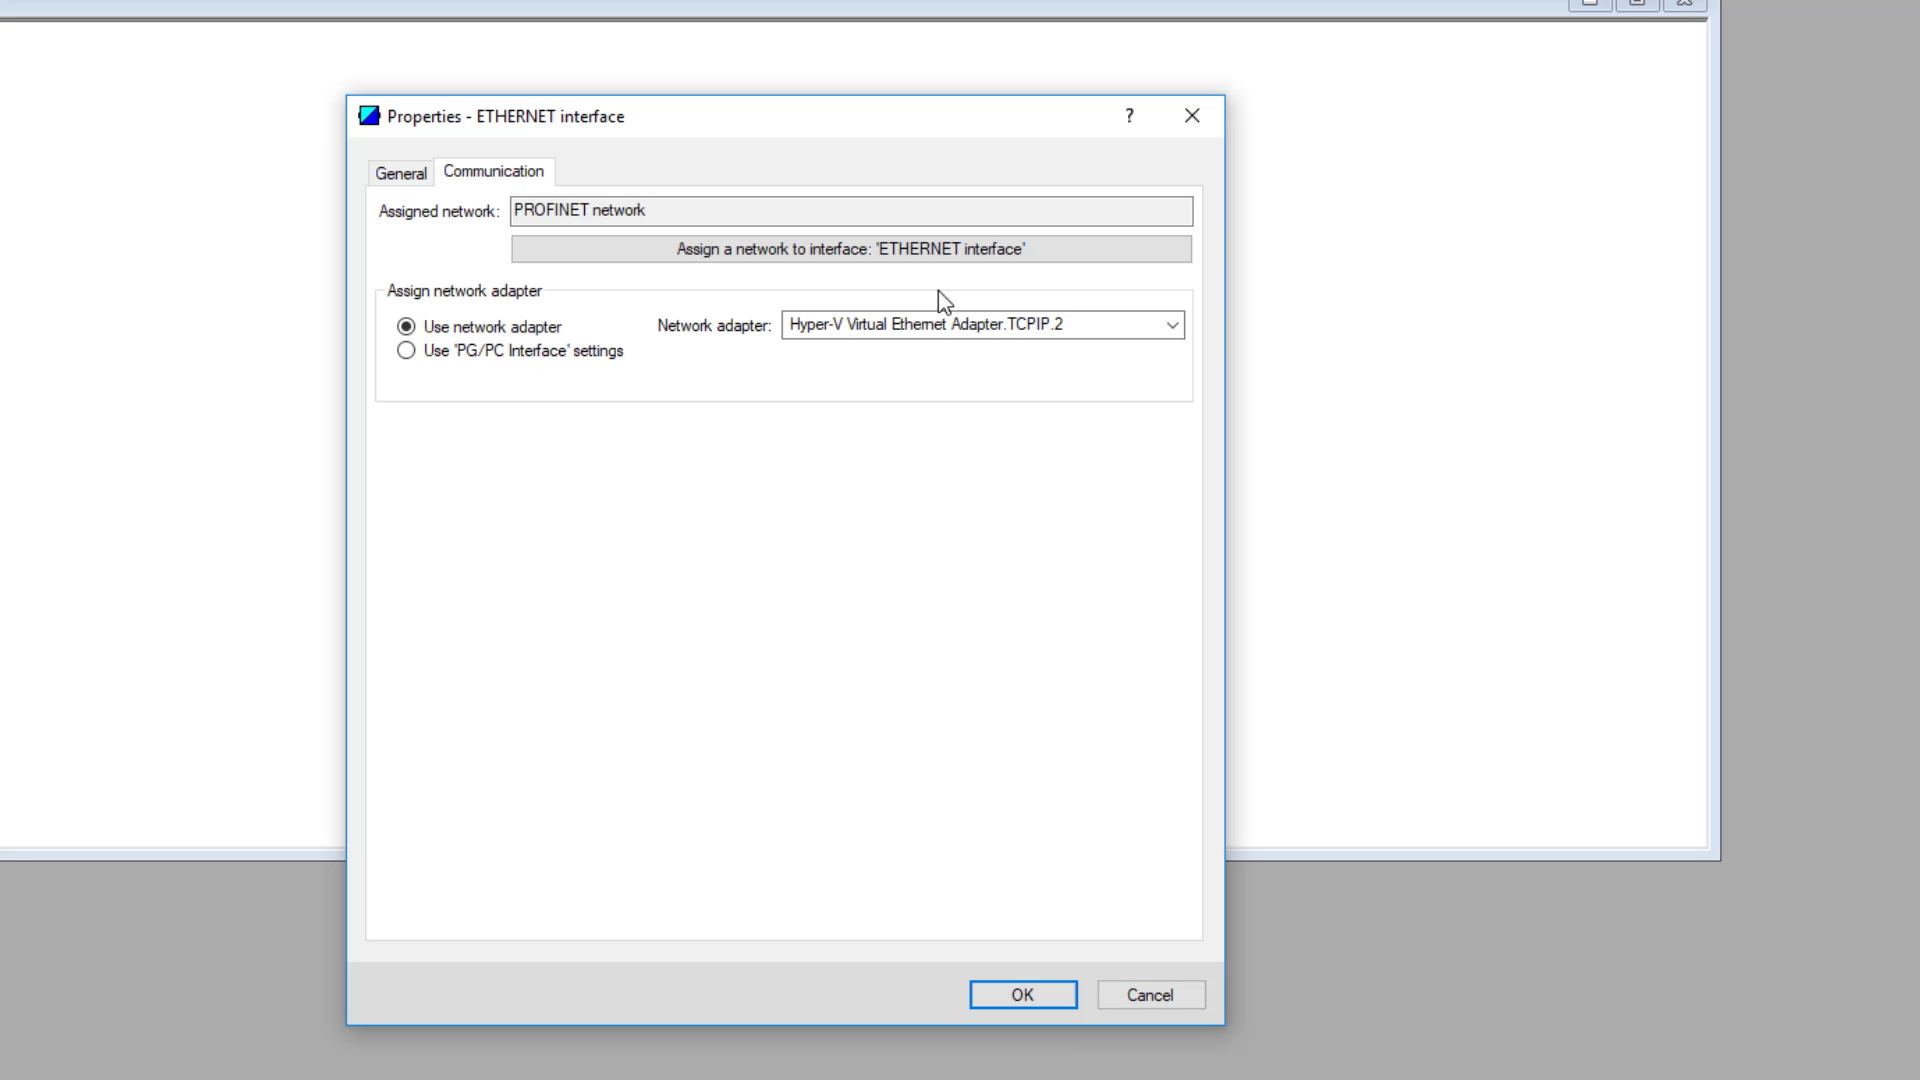 Properties - ETHERNET interface
?
General
Communication
Assigned network:
PROFINET network
Assign a network to interface: 'ETHERNET interface'
Assign network adapter
Use network adapter
Network adapter:
Hyper-V Virtual Ethernet Adapter.TCPIP.2
Use 'PG/PC Interface' settings
OK
Cancel